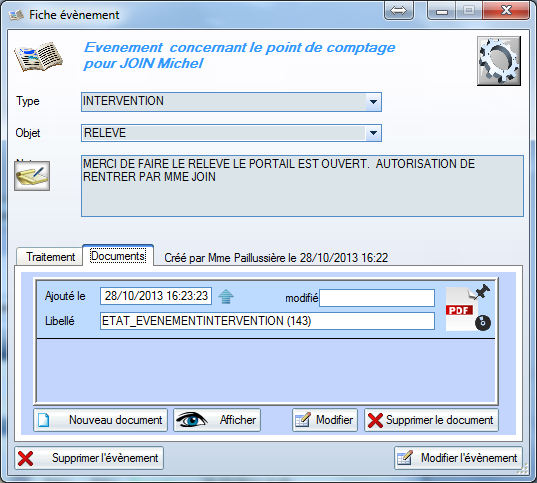 Fiche évènement
Evenement concernant le point de comptage
pour JOIN Michel
Type
INTERVENTION
Objet
RELEVE
MERCI DE FAIRE LE RELEVE LE PORTAIL EST OUVERT. AUTORISATION DE
RENTRER PAR MME JOIN
Traitement
Documents
Créé par Mme Paillussière le 28/10/2013 16:22
Ajouté le
28/10/2013 16:23:23
modifié
PDF
Libellé
ETAT_EVENEMENTINTERVENTION (143)
Nouveau document
Afficher
Modifier
Supprimer le document
Supprimer l'évènement
Modifier l'évènement